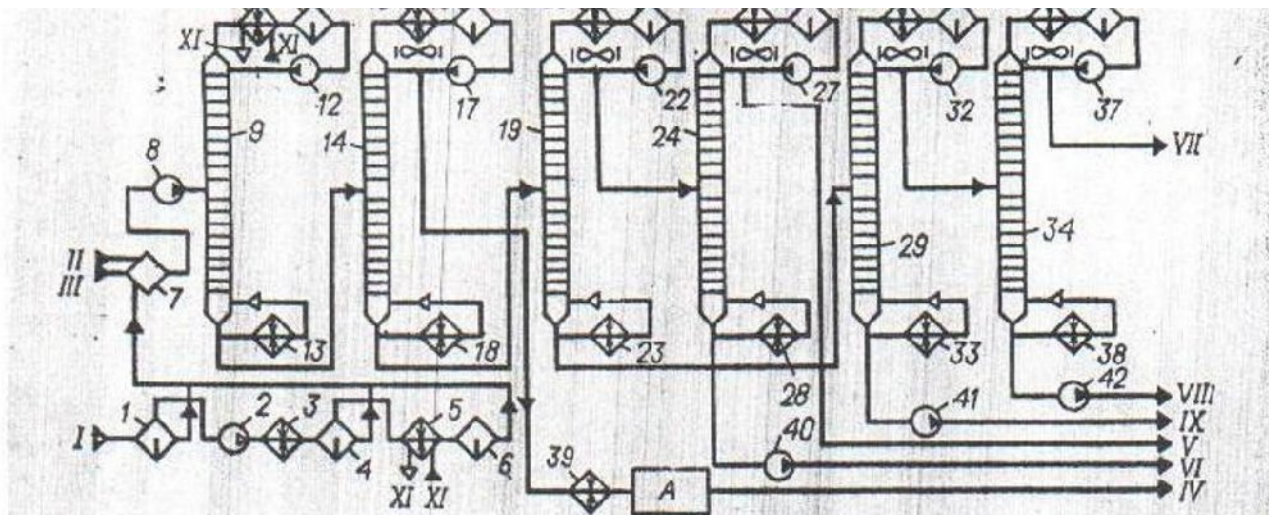 XI XI
12 17 22 27 32 37
9 14 19 24
VII
8
II
III
7
29 34
13 18 23 28 33 38
1 2 3 5 41 42 VIII
I IX
40 V
4 6 39 VI
XI XI A IV